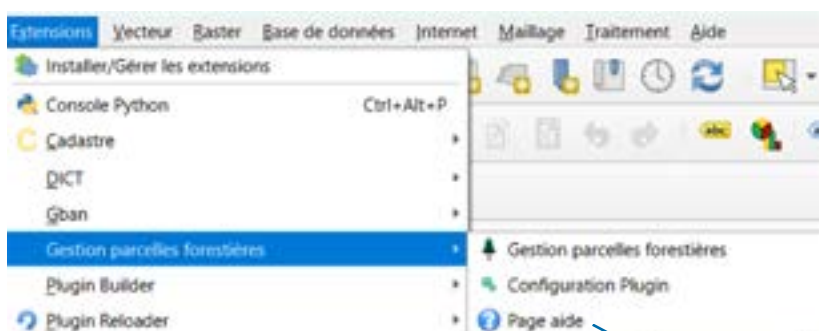 Extensions Vecteur Raster Base de données Internet Maillage Traitement Aide
Installer/Gérer les extensions
Console Python Ctrl+Alt+P
Cadastre
DICT
Gban
Gestion parcelles forestières
Plugin Builder
Plugin Reloader
abc
Gestion parcelles forestières
Configuration Plugin
Page aide